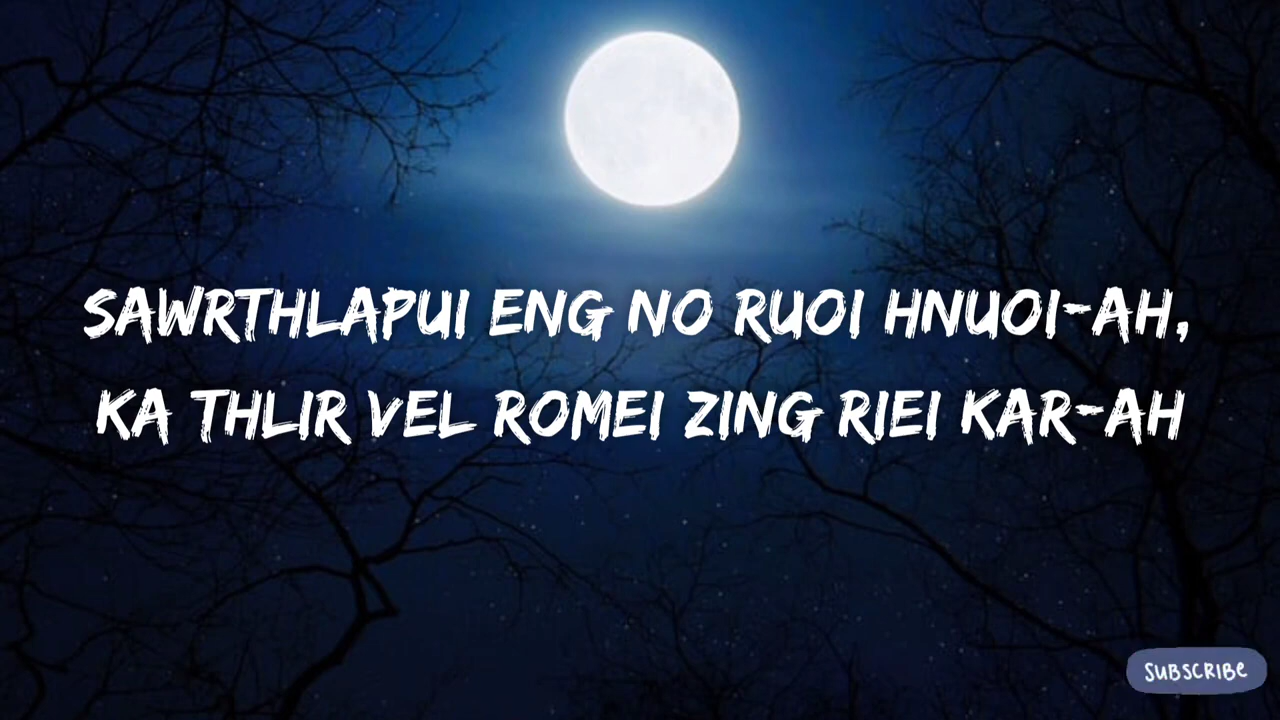 SAWRTHLAPUI ENG NO RUOI HNUOI-AH,
KA THLIR VEL ROMEI ZING RIEI KAR-AH
SUBSCRIBE